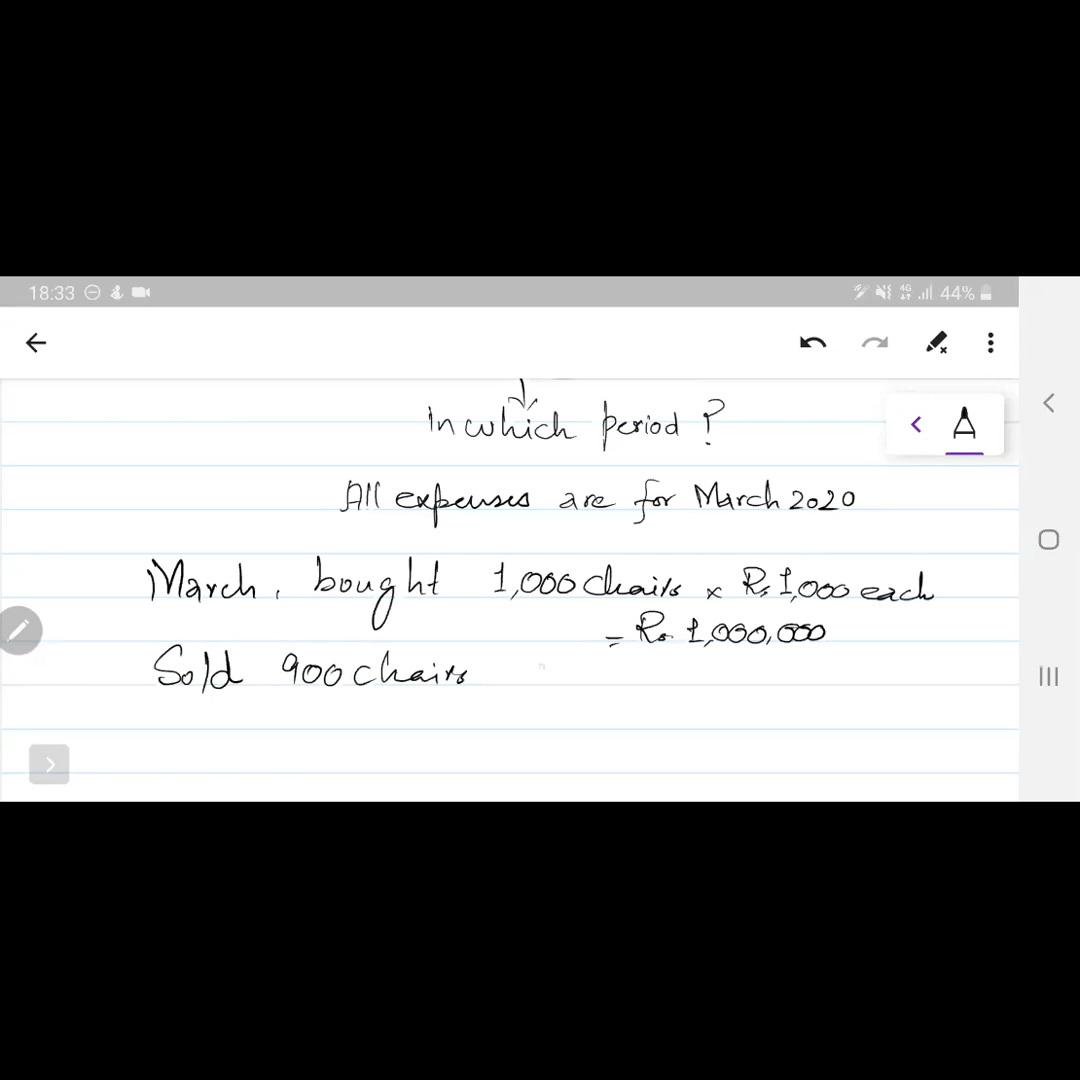 18:33 4G 44%
In which period ?
All expenses are for March 2020
March, bought 1,000 chairs x Rs 1,000 each
= Rs 1,000,000
Sold 900 chairs